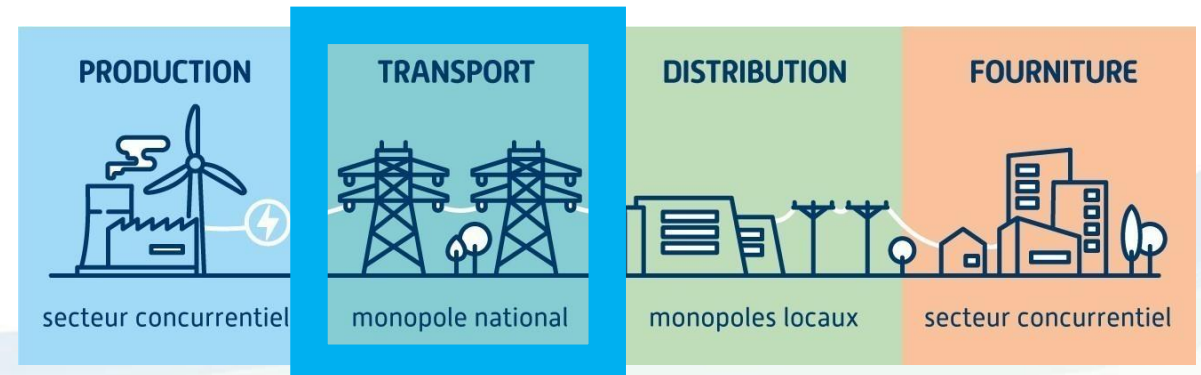 PRODUCTION
secteur concurrentiel
TRANSPORT
monopole national
DISTRIBUTION
monopoles locaux
FOURNITURE
secteur concurrentiel